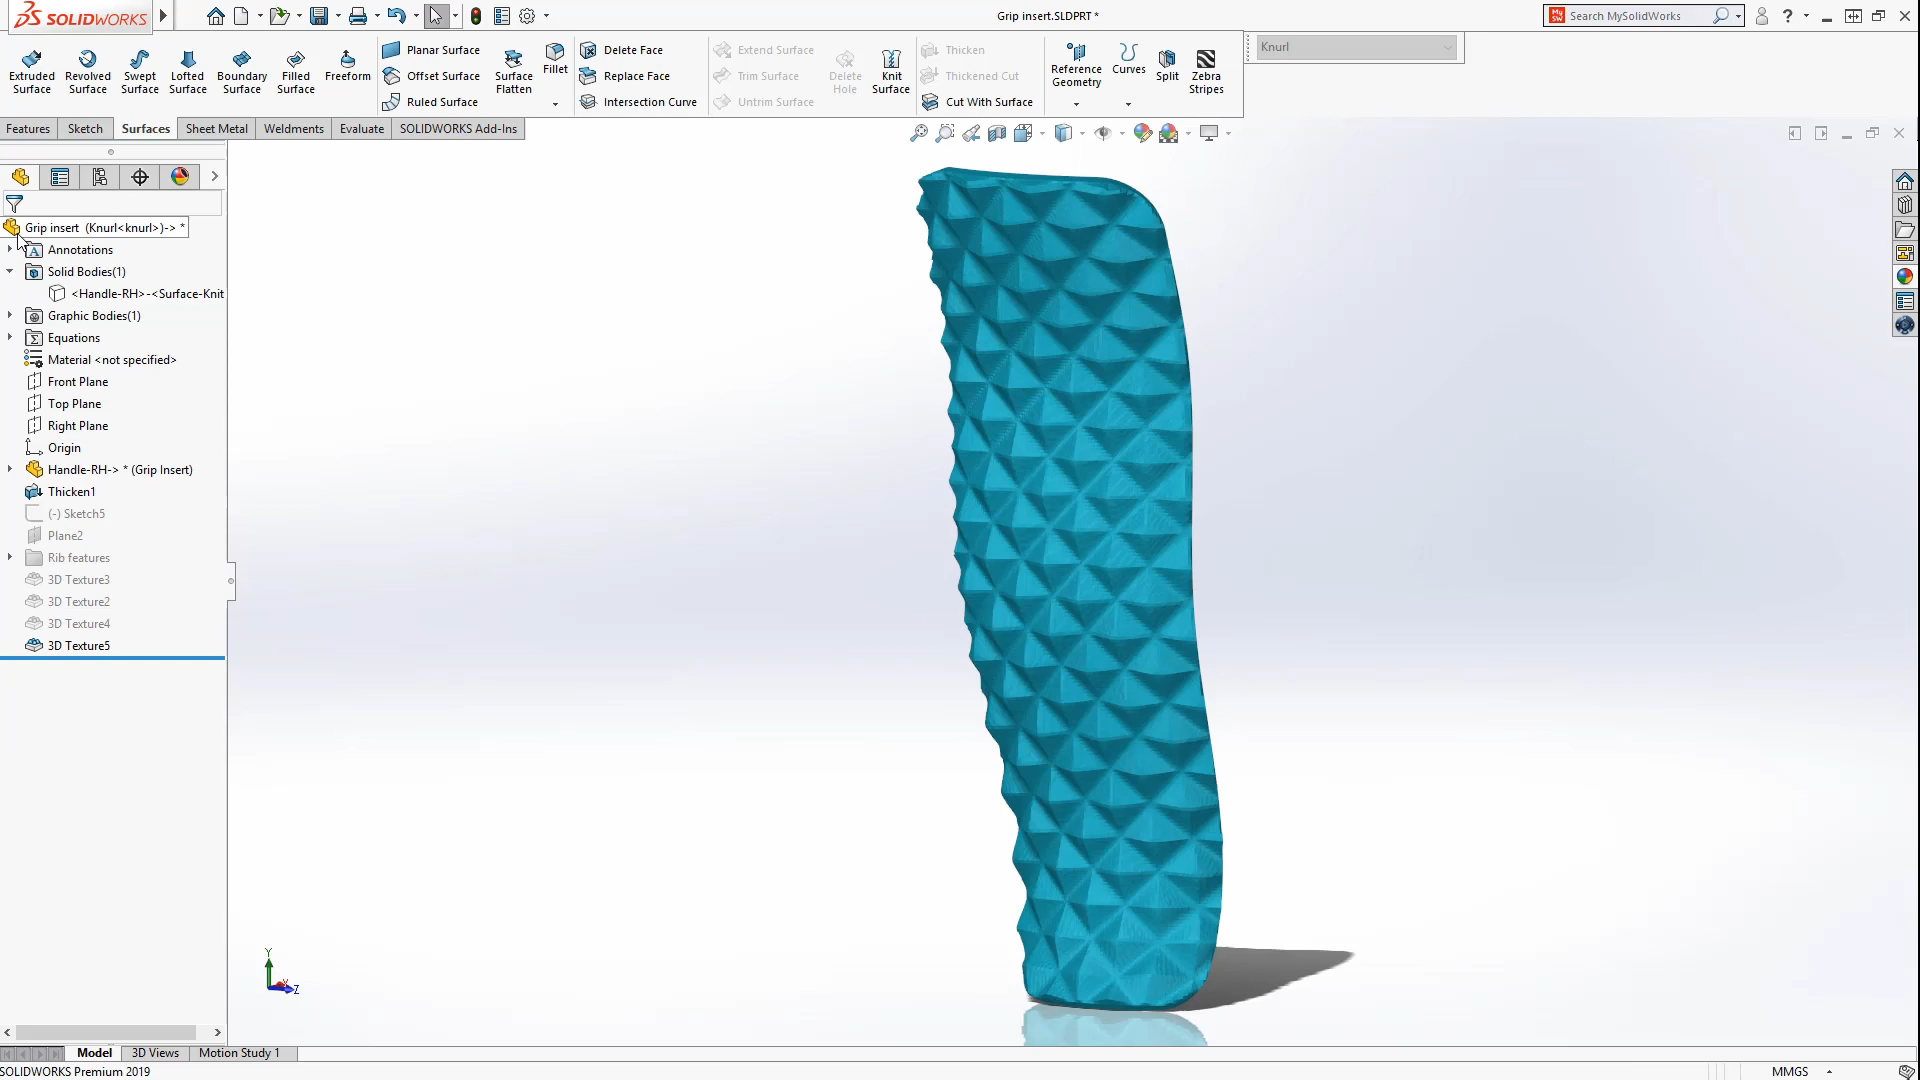 SOLIDWORKS
Grip insert.SLDPRT *
Search MySolidWorks
Extruded Surface
Revolved Surface
Swept Surface
Lofted Surface
Boundary Surface
Filled Surface
Freeform
Planar Surface
Offset Surface
Ruled Surface
Surface Flatten
Fillet
Delete Face
Replace Face
Intersection Curve
Extend Surface
Trim Surface
Untrim Surface
Delete Hole
Knit Surface
Thicken
Thickened Cut
Cut With Surface
Reference Geometry
Curves
Split
Zebra Stripes
Knurl
Features
Sketch
Surfaces
Sheet Metal
Weldments
Evaluate
SOLIDWORKS Add-Ins
Grip insert (Knurl<knurl>)-> *
Annotations
Solid Bodies(1)
<Handle-RH>-<Surface-Knit
Graphic Bodies(1)
Equations
Material <not specified>
Front Plane
Top Plane
Right Plane
Origin
Handle-RH-> * (Grip Insert)
Thicken1
(-) Sketch5
Plane2
Rib features
3D Texture3
3D Texture2
3D Texture4
3D Texture5
Y
Z
Model
3D Views
Motion Study 1
SOLIDWORKS Premium 2019
MMGS